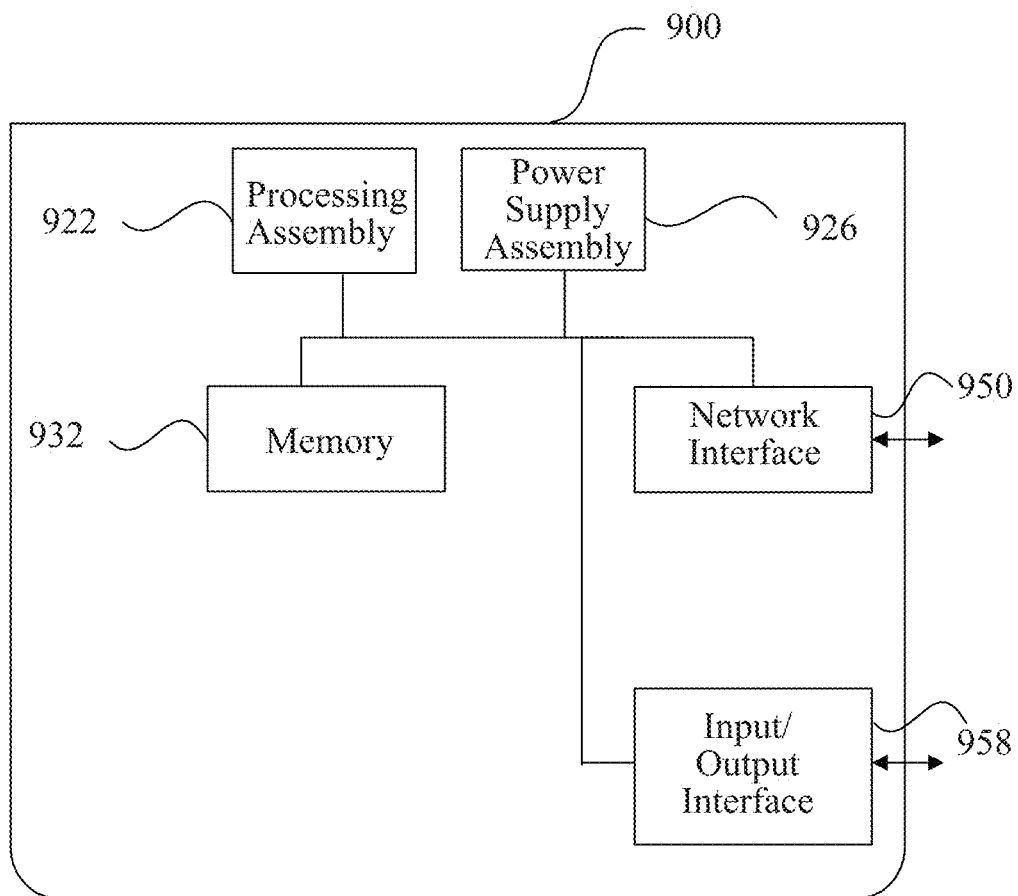 900
Processing
Assembly
922
Power
Supply
Assembly
926
Memory
932
Network
Interface
950
Input/
Output
Interface
958